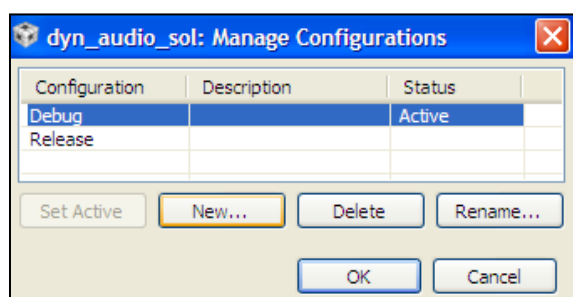 dyn_audio_sol: Manage Configurations
Configuration Description Status
Debug Active
Release
Set Active New... Delete Rename...
OK Cancel